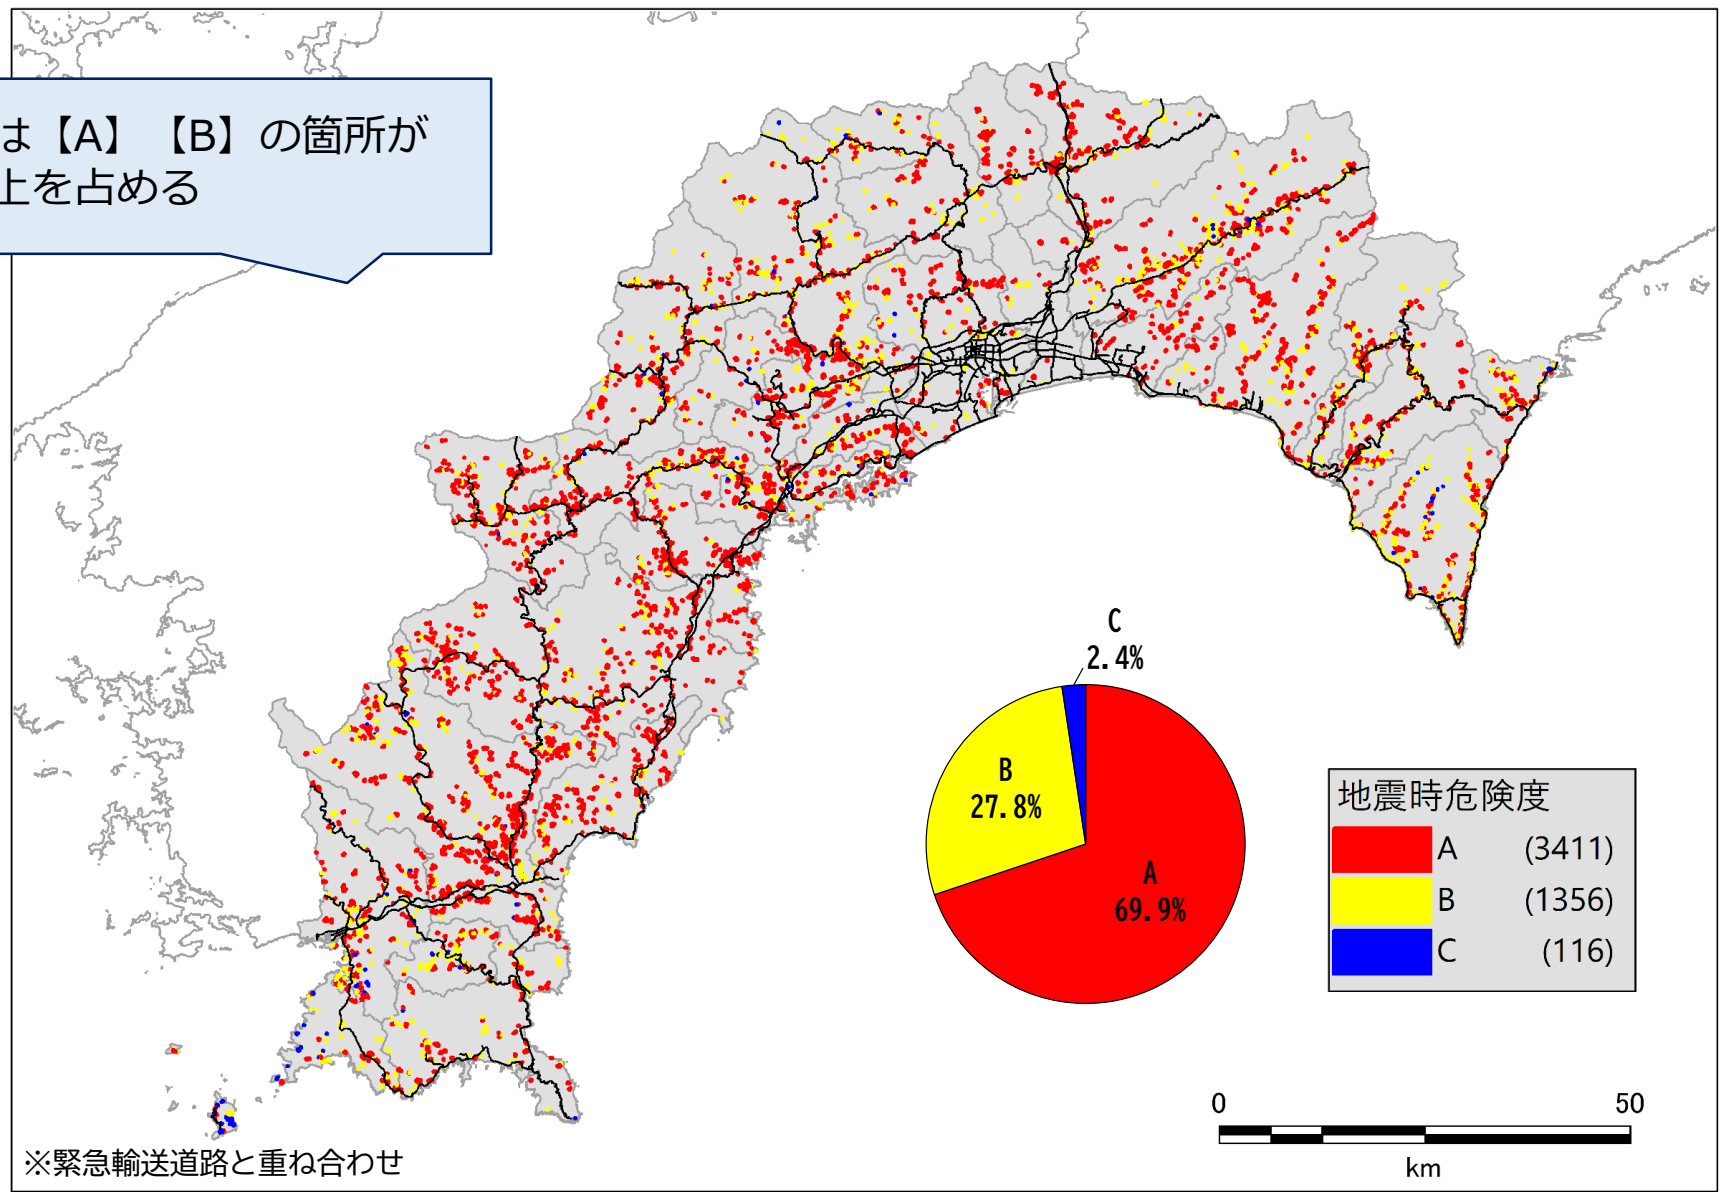 は【A】【B】の箇所が
上を占める
C
2.4%
B
27.8%
A
69.9%
地震時危険度
A (3411)
B (1356)
C (116)
0 50
km
※緊急輸送道路と重ね合わせ